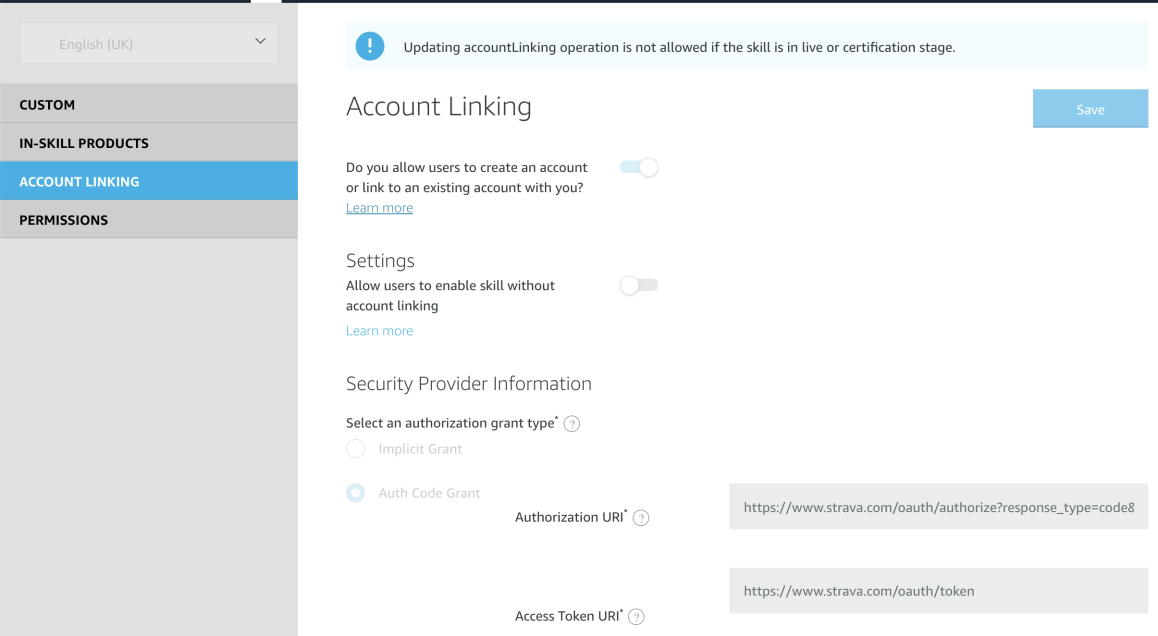 English (UK)
CUSTOM
IN-SKILL PRODUCTS
ACCOUNT LINKING
PERMISSIONS
! Updating accountLinking operation is not allowed if the skill is in live or certification stage.
Account Linking
Save
Do you allow users to create an account
or link to an existing account with you?
Learn more
Settings
Allow users to enable skill without
account linking
Learn more
Security Provider Information
Select an authorization grant type* ?
Implicit Grant
Auth Code Grant
Authorization URI* ?
https://www.strava.com/oauth/authorize?response_type=code&
https://www.strava.com/oauth/token
Access Token URI* ?